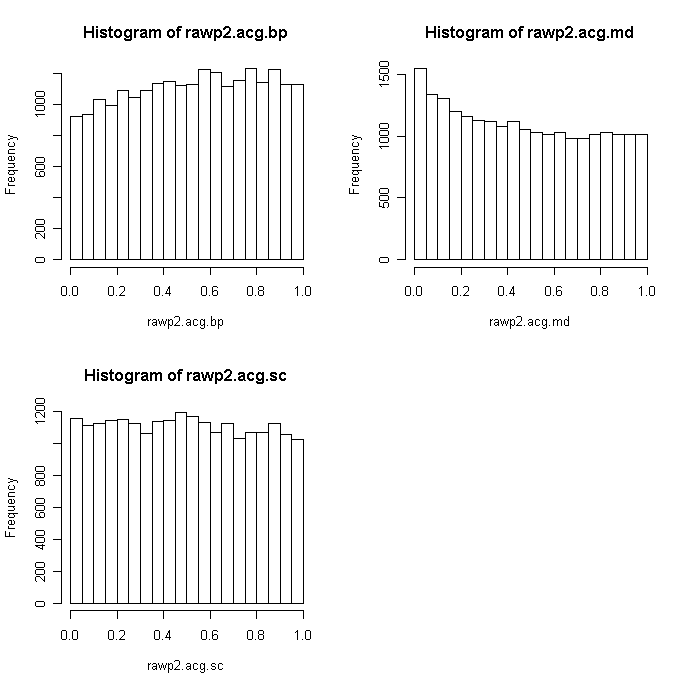 Histogram of rawp2.acg.bp
Frequency
0 200 600 1000
0.0 0.2 0.4 0.6 0.8 1.0
rawp2.acg.bp
Histogram of rawp2.acg.md
Frequency
0 500 1000 1500
0.0 0.2 0.4 0.6 0.8 1.0
rawp2.acg.md
Histogram of rawp2.acg.sc
Frequency
0 200 400 600 800 1200
0.0 0.2 0.4 0.6 0.8 1.0
rawp2.acg.sc